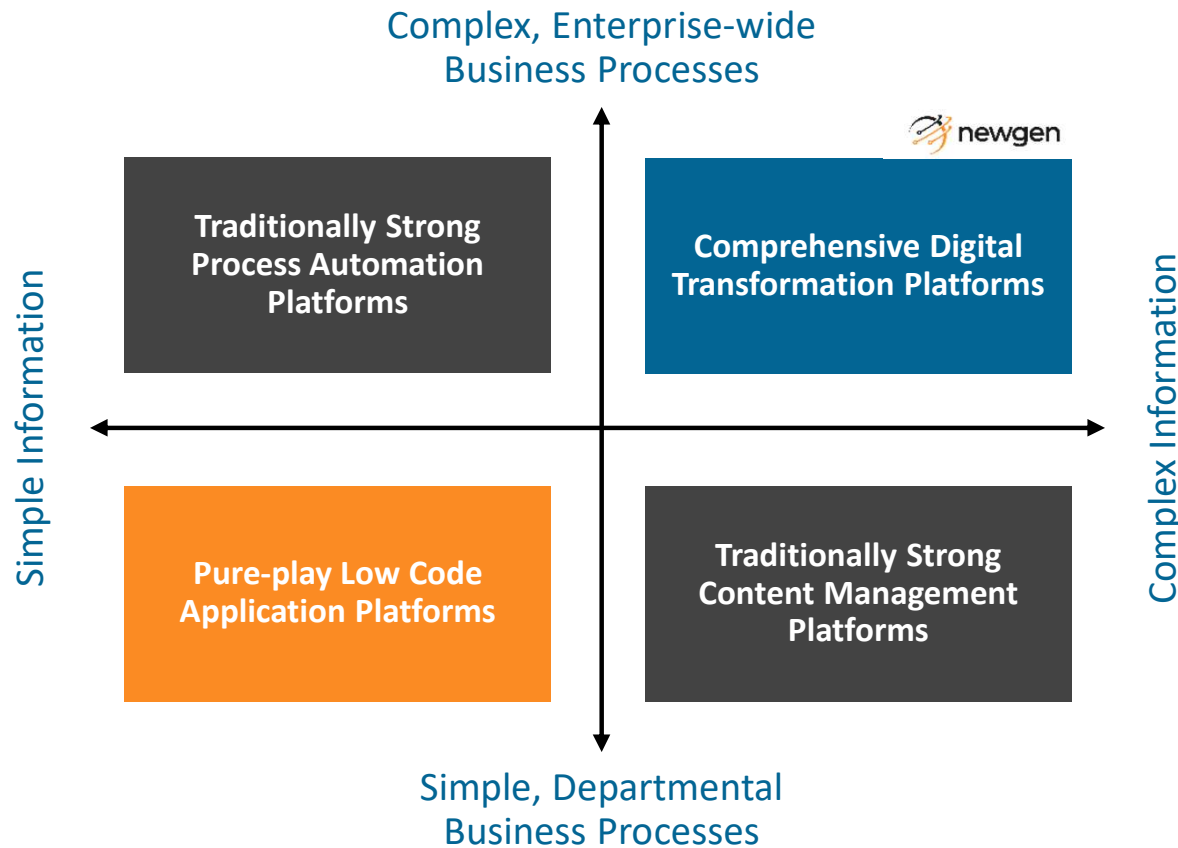 Complex, Enterprise-wide
Business Processes
newgen
Traditionally Strong
Process Automation
Platforms
Comprehensive Digital
Transformation Platforms
Simple Information
Complex Information
Pure-play Low Code
Application Platforms
Traditionally Strong
Content Management
Platforms
Simple, Departmental
Business Processes